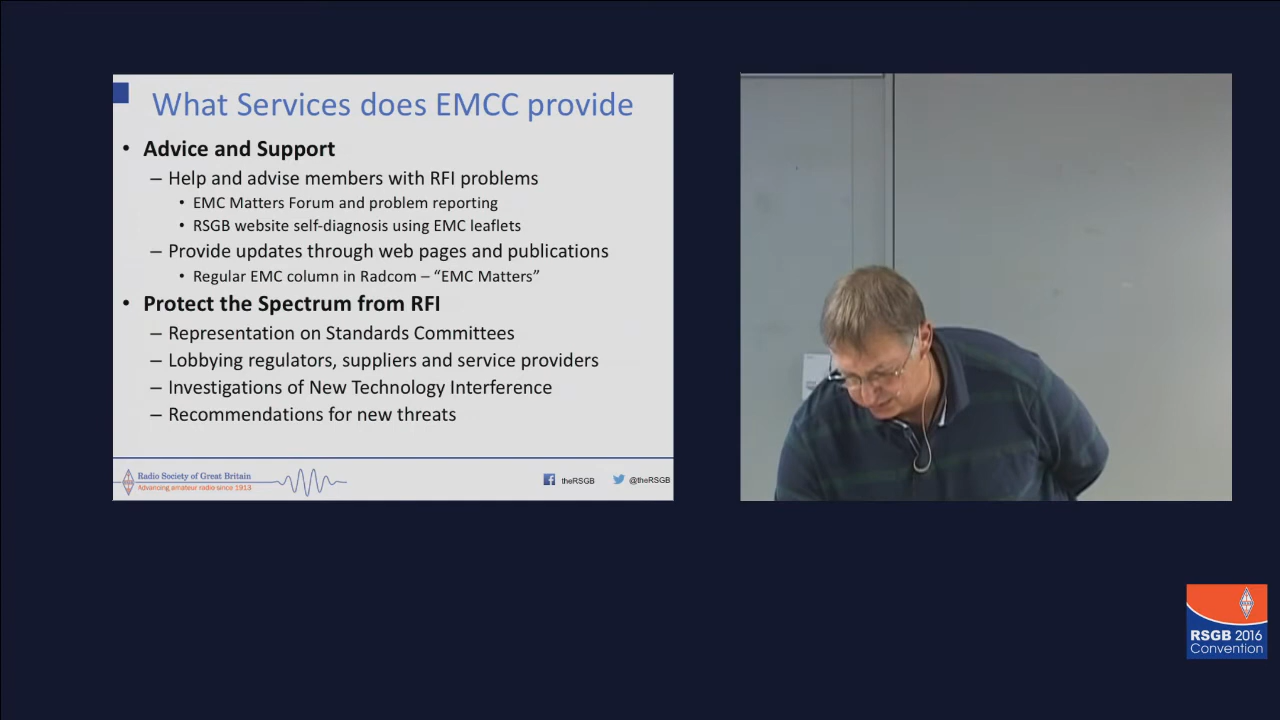 What Services does EMCC provide
• Advice and Support
– Help and advise members with RFI problems
• EMC Matters Forum and problem reporting
• RSGB website self-diagnosis using EMC leaflets
– Provide updates through web pages and publications
• Regular EMC column in Radcom – “EMC Matters”
• Protect the Spectrum from RFI
– Representation on Standards Committees
– Lobbying regulators, suppliers and service providers
– Investigations of New Technology Interference
– Recommendations for new threats
Radio Society of Great Britain
Advancing amateur radio since 1913
theRSGB
@theRSGB
RSGB 2016
Convention